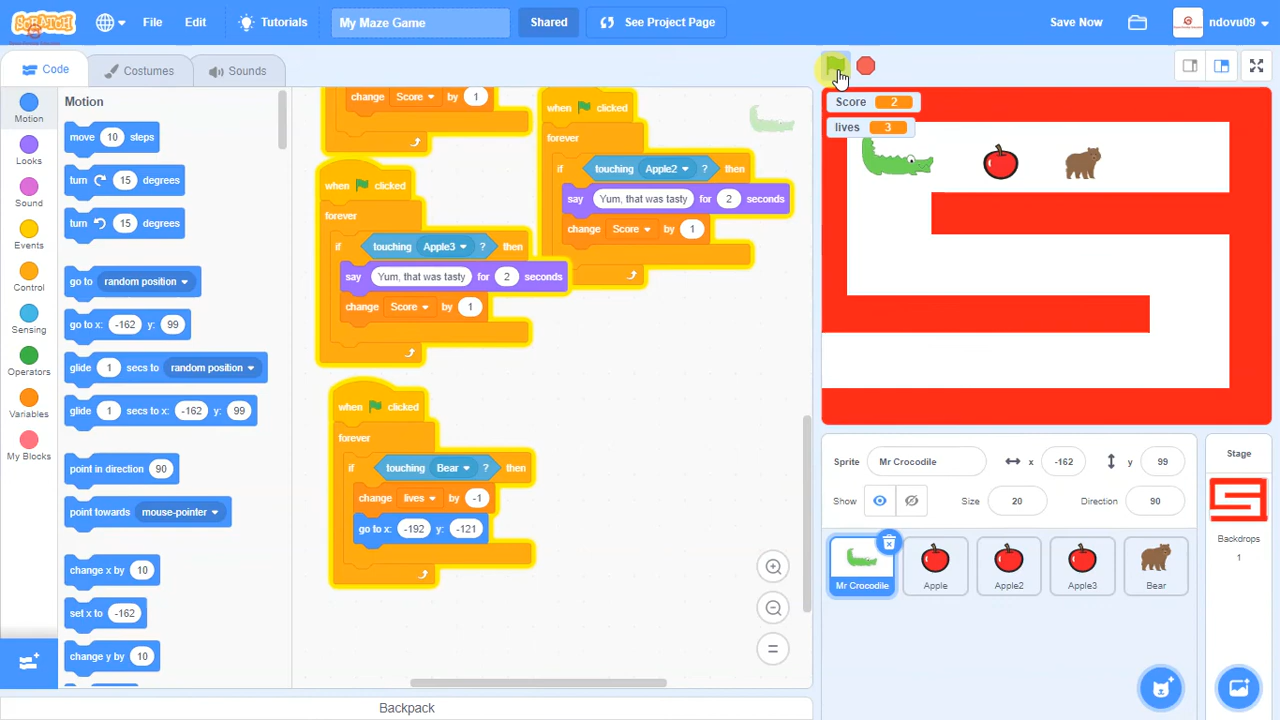 SCRATCH File Edit Tutorials My Maze Game Shared See Project Page Save Now ndovu09
Code Costumes Sounds
Motion
Looks
Sound
Events
Control
Sensing
Operators
Variables
My Blocks
Motion
move 10 steps
turn 15 degrees
turn 15 degrees
go to random position
go to x: -162 y: 99
glide 1 secs to random position
glide 1 secs to x: -162 y: 99
point in direction 90
point towards mouse-pointer
change x by 10
set x to -162
change y by 10
change Score by 1
when clicked
forever
if touching Apple3 ? then
say Yum, that was tasty for 2 seconds
change Score by 1
when clicked
forever
if touching Apple2 ? then
say Yum, that was tasty for 2 seconds
change Score by 1
when clicked
forever
if touching Bear ? then
change lives by -1
go to x: -192 y: -121
Backpack
Score 2
lives 3
Sprite Mr Crocodile x -162 y 99
Show Size 20 Direction 90
Mr Crocodile Apple Apple2 Apple3 Bear
Stage
Backdrops
1